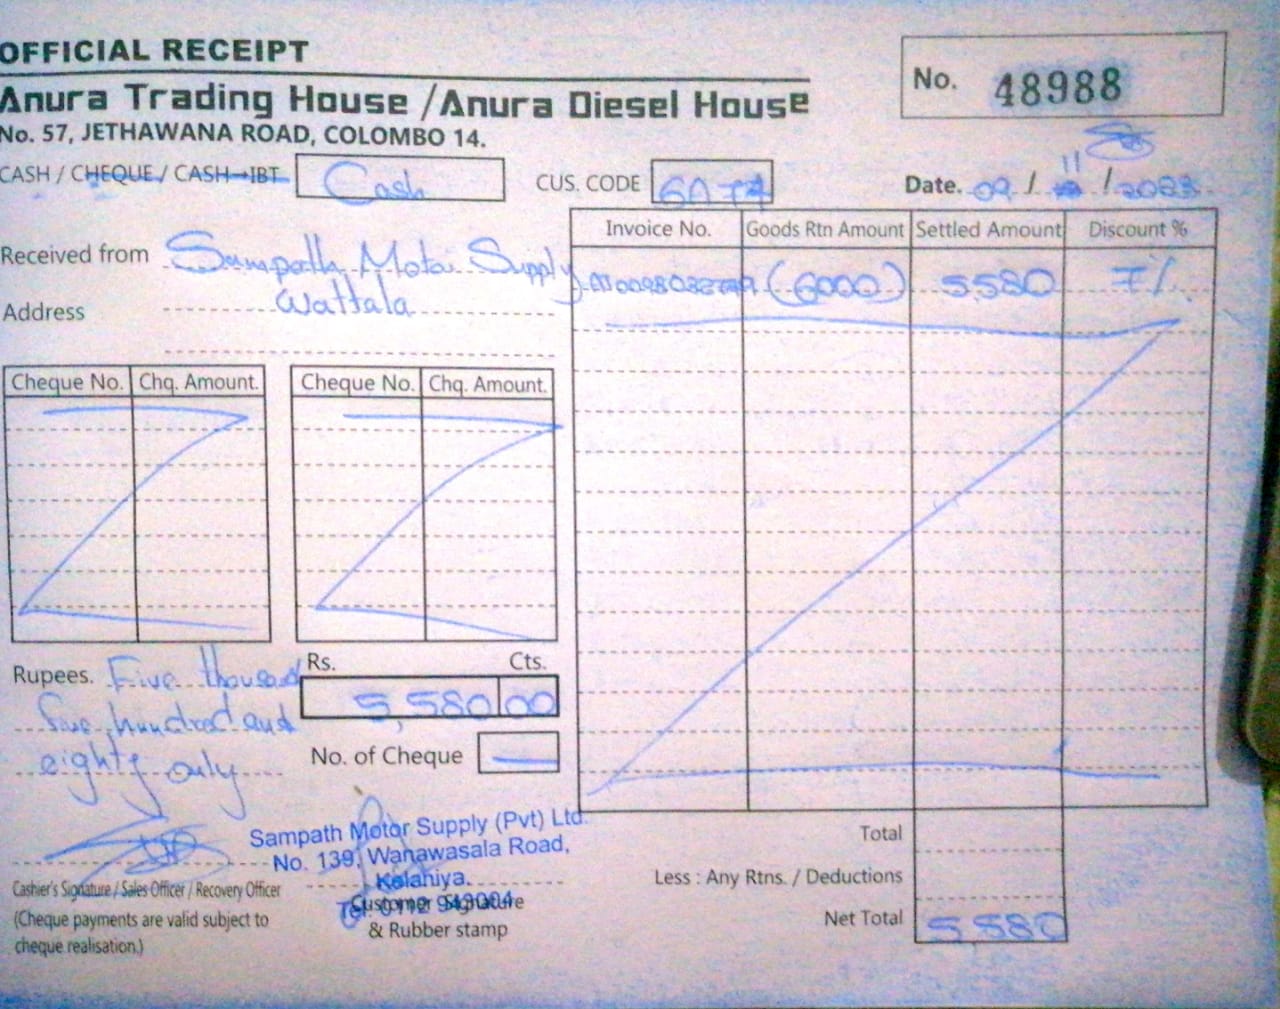 OFFICIAL RECEIPT
Anura Trading House /Anura Diesel House
No. 57, JETHAWANA ROAD, COLOMBO 14.
No. 48988
CASH / CHEQUE / CASH IBT Cash
CUS. CODE
Date. 09 / 11 / 2023
Received from Sampath Motor Supply
Address Wattala
Invoice No. Goods Rtn Amount Settled Amount Discount %
(6000) 5580 7%
Cheque No. Chq. Amount. Cheque No. Chq. Amount.
Rupees. Five thousand
five hundred and
eighty only
Rs. Cts.
5,580 00
No. of Cheque
Sampath Motor Supply (Pvt) Ltd.
No. 139, Wanawasala Road,
Kelaniya.
Cashier's Signature / Sales Officer / Recovery Officer
(Cheque payments are valid subject to
cheque realisation.)
Customer Signature
& Rubber stamp
Total
Less : Any Rtns. / Deductions
Net Total 5580